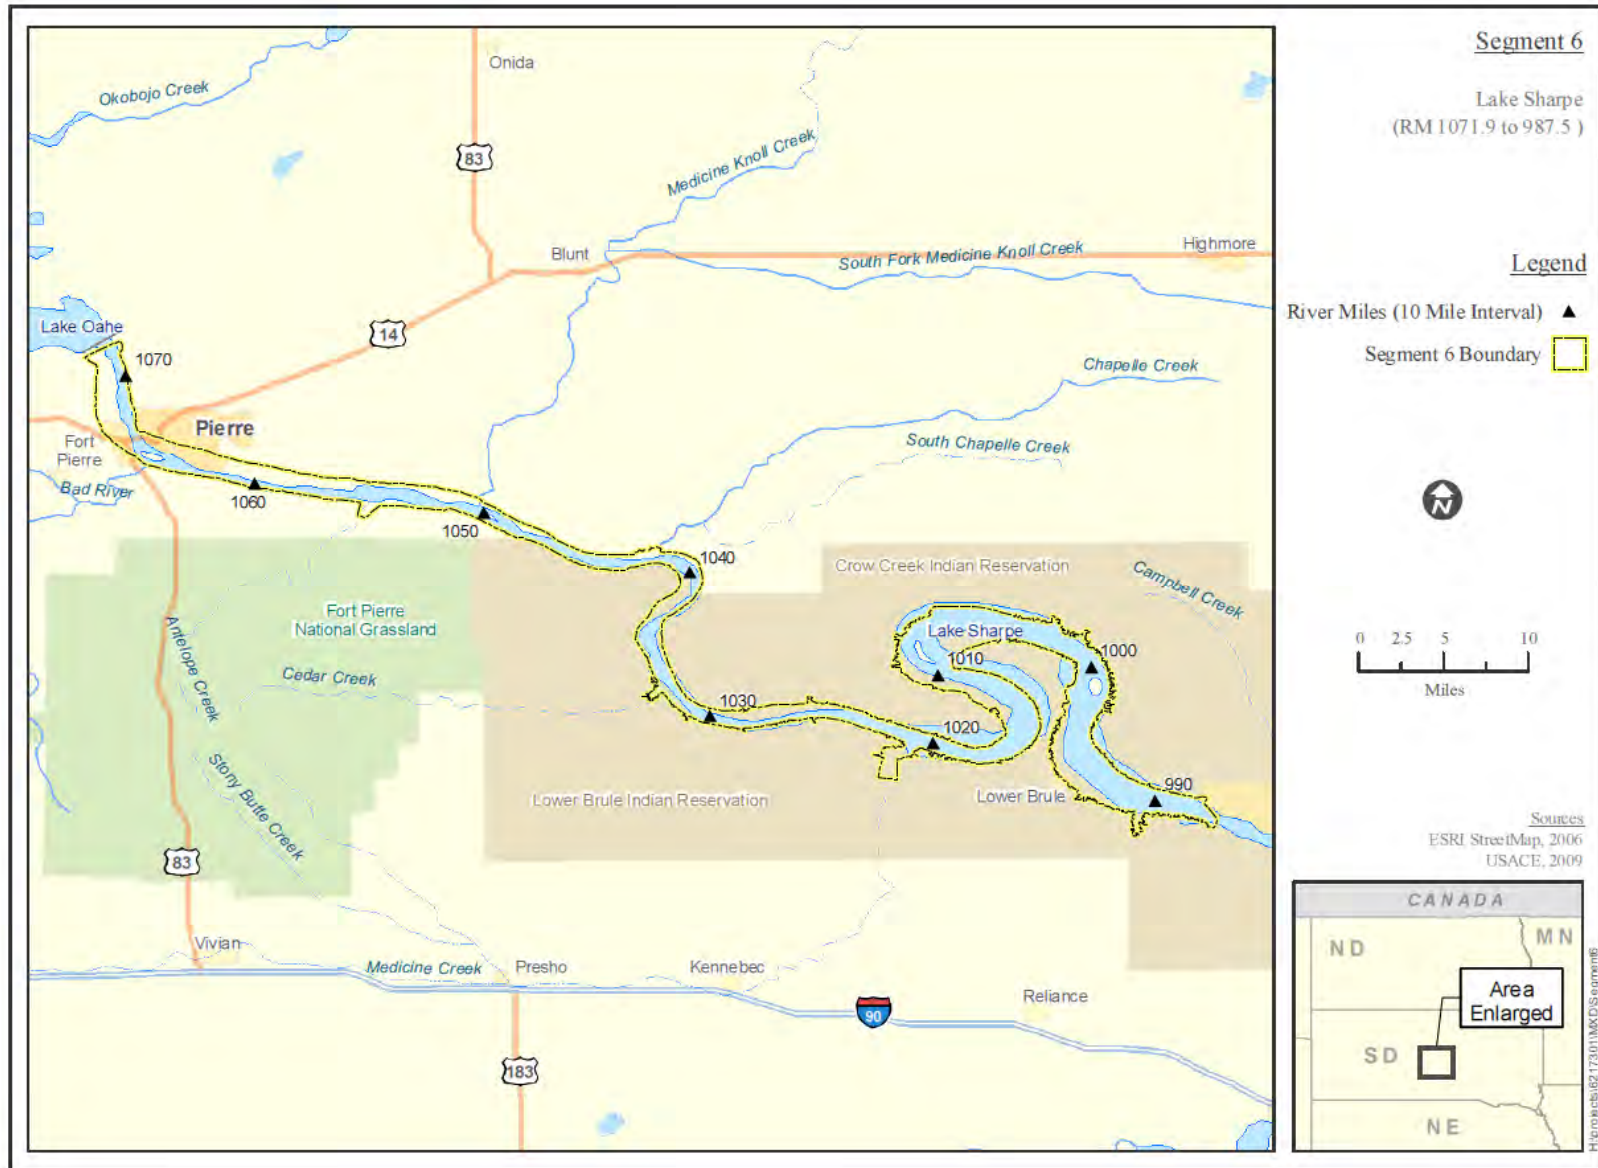 Segment 6
Lake Sharpe
(RM 1071.9 to 987.5 )
Legend
River Miles (10 Mile Interval)
Segment 6 Boundary
N
0 2.5 5 10
Miles
Sources
ESRI StreetMap, 2006
USACE, 2009
CANADA
ND
MN
Area
Enlarged
SD
NE
Onida
Okobojo Creek
83
Medicine Knoll Creek
Blunt
South Fork Medicine Knoll Creek
Highmore
Lake Oahe
14
1070
Chapelle Creek
Pierre
Fort
Pierre
South Chapelle Creek
Bad River
1060
1050
1040
Crow Creek Indian Reservation
Campbell Creek
Fort Pierre
National Grassland
Antelope Creek
Lake Sharpe
1010
1000
Cedar Creek
1030
1020
Stony Butte Creek
Lower Brule Indian Reservation
Lower Brule
990
83
Vivian
Medicine Creek
Presho
Kennebec
Reliance
90
183
H:\projects\6217301\MXD\Segment6